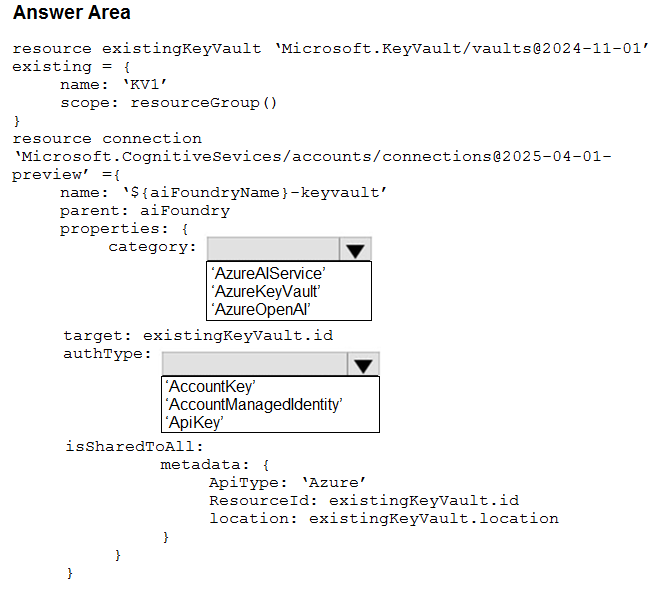 Answer Area
resource existingKeyVault ‘Microsoft.KeyVault/vaults@2024-11-01’
existing = {
name: ‘KV1’
scope: resourceGroup()
}
resource connection
‘Microsoft.CognitiveSevices/accounts/connections@2025-04-01-
preview’ ={
name: ‘${aiFoundryName}-keyvault’
parent: aiFoundry
properties: {
category:
‘AzureAIService’
‘AzureKeyVault’
‘AzureOpenAI’
target: existingKeyVault.id
authType:
‘AccountKey’
‘AccountManagedIdentity’
‘ApiKey’
isSharedToAll:
metadata: {
ApiType: ‘Azure’
ResourceId: existingKeyVault.id
location: existingKeyVault.location
}
}
}